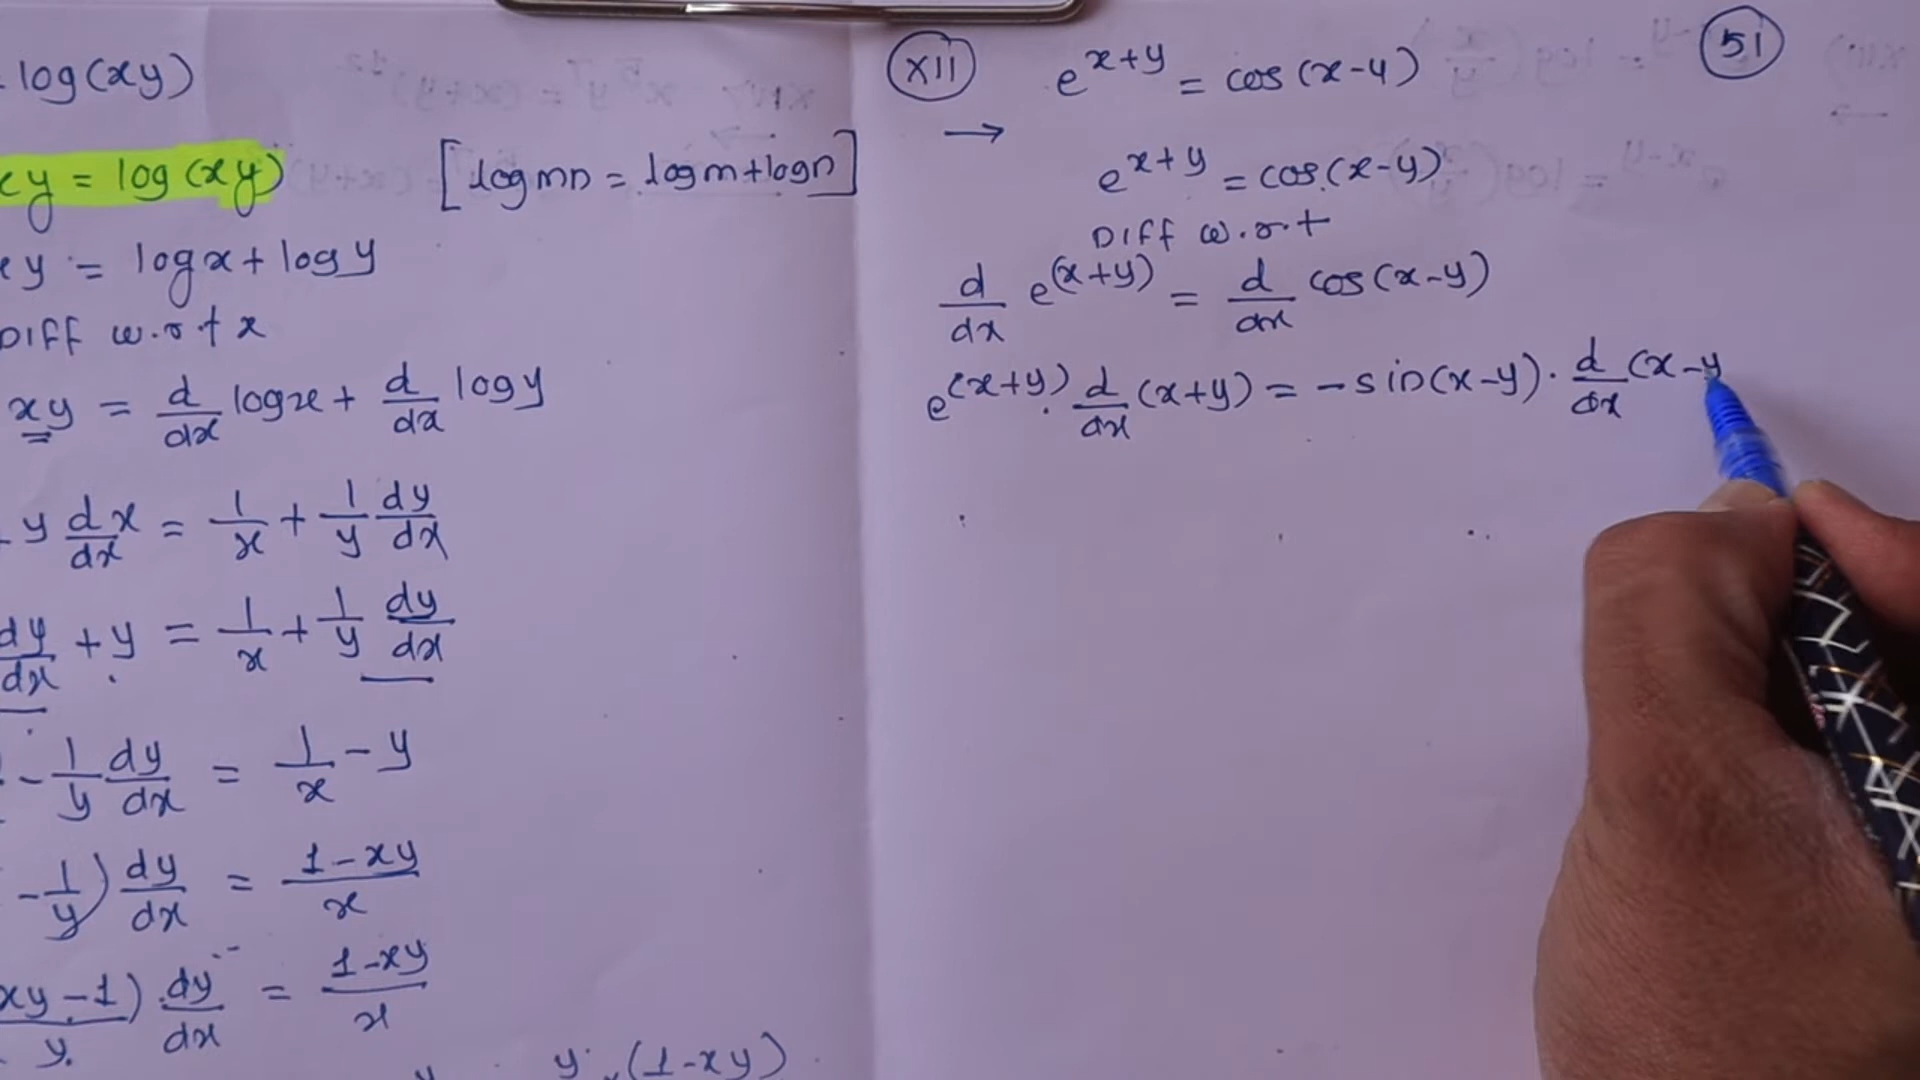 log(xy)
xy = log(xy) [log mn = log m + log n]
y = log x + log y
Diff w.r.t x
xy = d/dx log x + d/dx log y
y dx/dx = 1/x + 1/y dy/dx
dy/dx + y = 1/x + 1/y dy/dx
- 1/y dy/dx = 1/x - y
- 1/y) dy/dx = 1-xy/x
xy-1)/y. dy/dx = 1-xy/x
y (1-xy)
XII e^x+y = cos(x-y) 51
→
e^x+y = cos(x-y)
Diff w.r.t
d/dx e^(x+y) = d/dx cos(x-y)
e^(x+y) . d/dx (x+y) = -sin(x-y) . d/dx (x-y